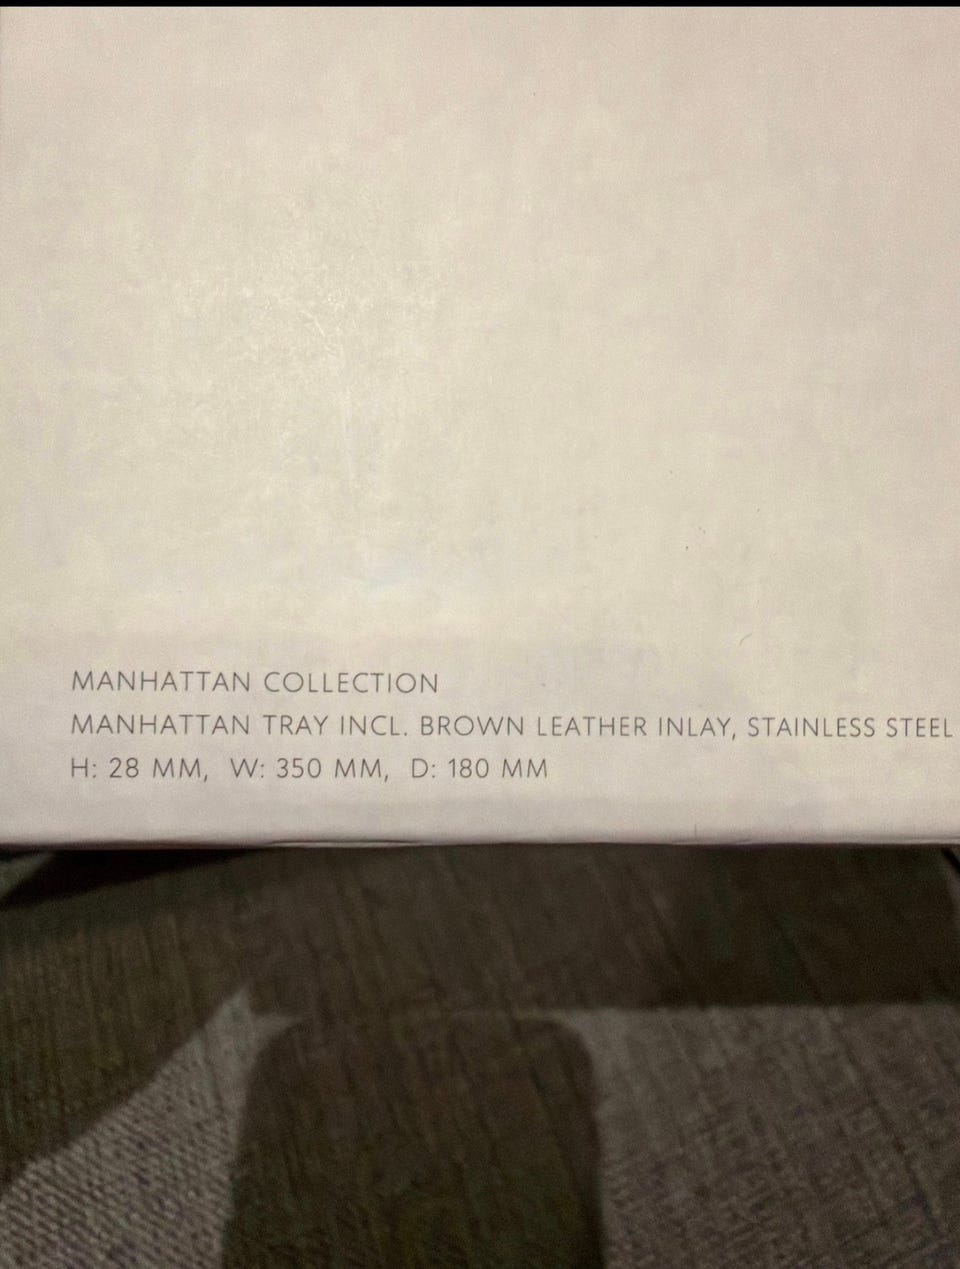 MANHATTAN COLLECTION
MANHATTAN TRAY INCL. BROWN LEATHER INLAY, STAINLESS STEEL
H: 28 MM, W: 350 MM, D: 180 MM